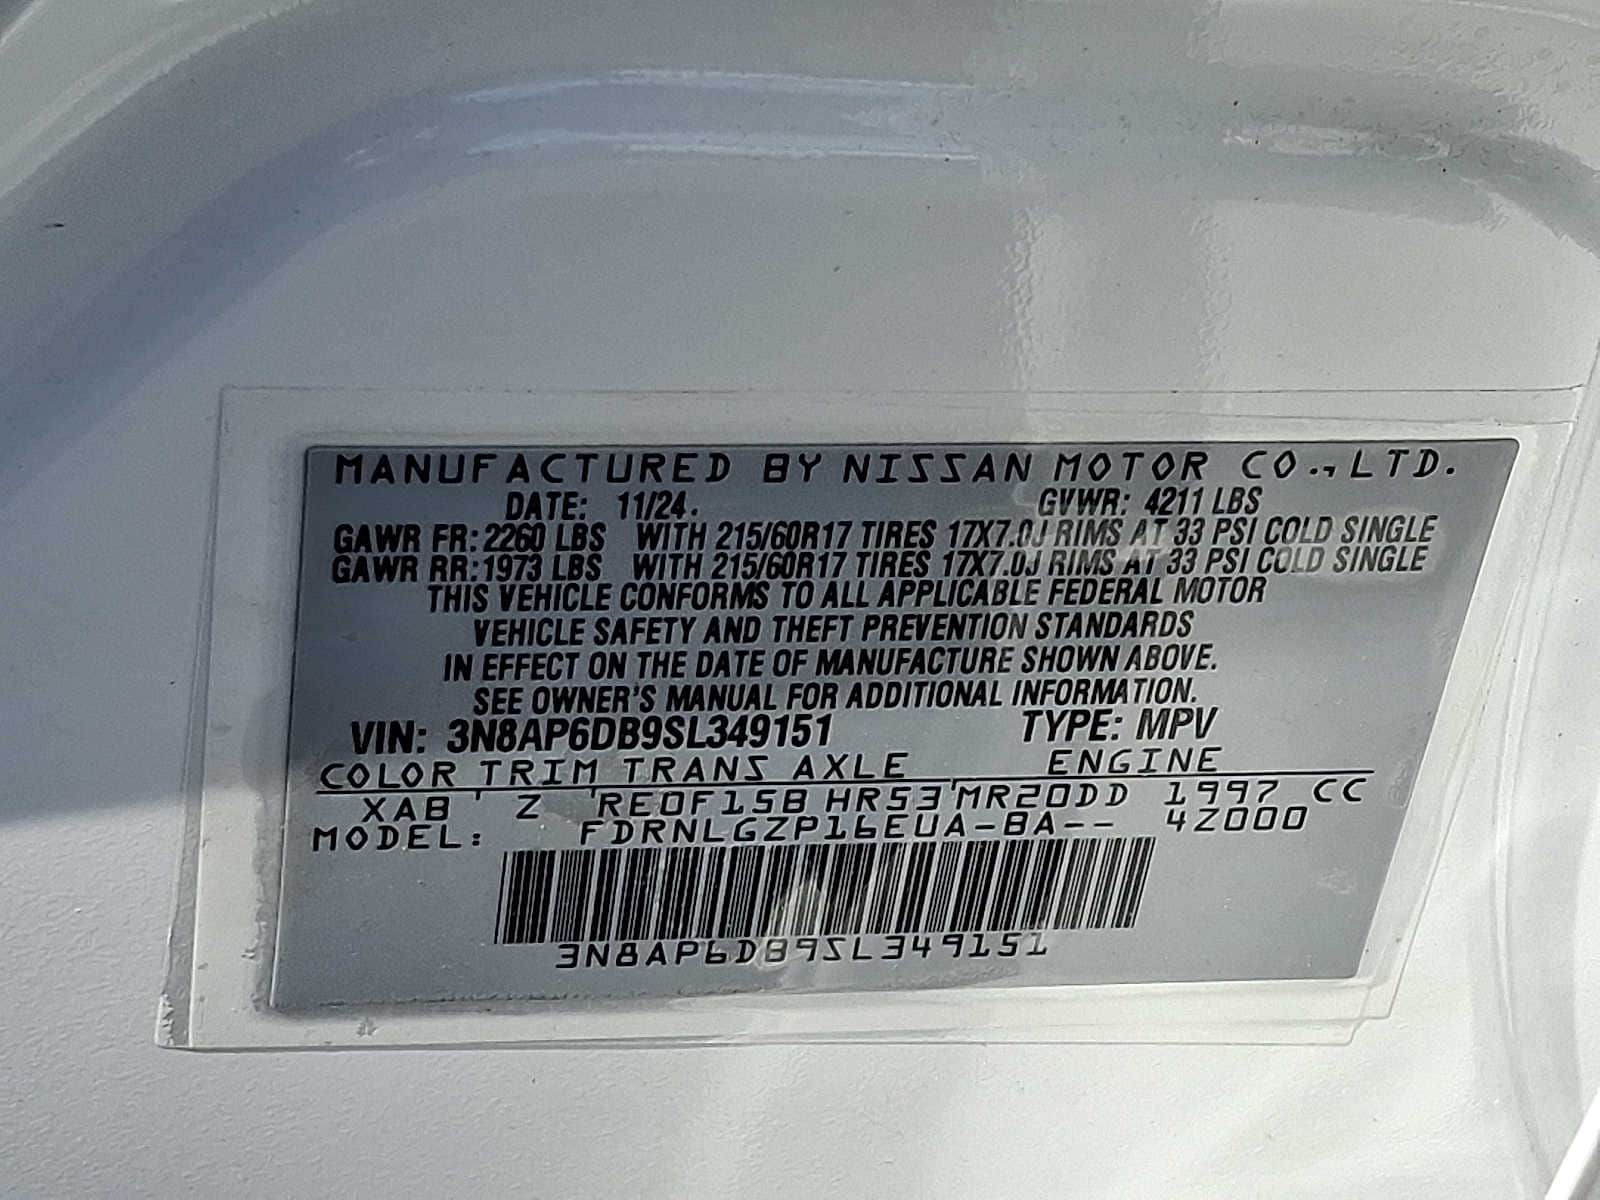 MANUFACTURED BY NISSAN MOTOR CO.,LTD.
DATE: 11/24. GVWR: 4211 LBS
GAWR FR: 2260 LBS WITH 215/60R17 TIRES 17X7.0J RIMS AT 33 PSI COLD SINGLE
GAWR RR: 1973 LBS WITH 215/60R17 TIRES 17X7.0J RIMS AT 33 PSI COLD SINGLE
THIS VEHICLE CONFORMS TO ALL APPLICABLE FEDERAL MOTOR
VEHICLE SAFETY AND THEFT PREVENTION STANDARDS
IN EFFECT ON THE DATE OF MANUFACTURE SHOWN ABOVE.
SEE OWNER'S MANUAL FOR ADDITIONAL INFORMATION.
VIN: 3N8AP6DB9SL349151 TYPE: MPV
COLOR TRIM TRANS AXLE ENGINE
XAB ' Z 'RE0F15B HR53'MR20DD 1997 CC
MODEL: FDRNLGZP16EUA-BA-- 42000
3N8AP6DB9SL349151